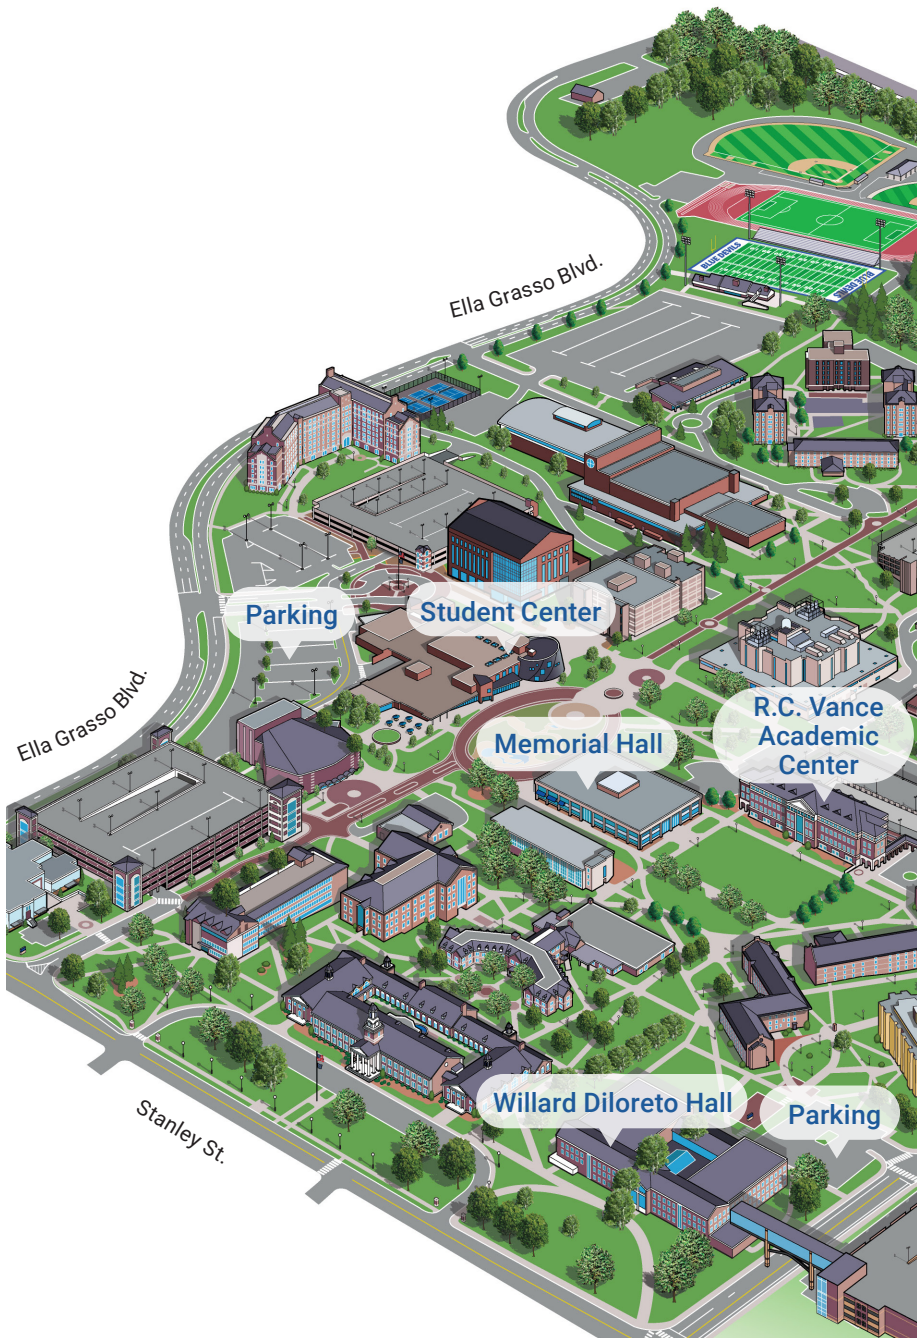 BLUE DEVILS
BLUE DEVILS
Ella Grasso Blvd.
Parking
Student Center
Ella Grasso Blvd.
Memorial Hall
R.C. Vance
Academic
Center
Stanley St.
Willard Diloreto Hall
Parking